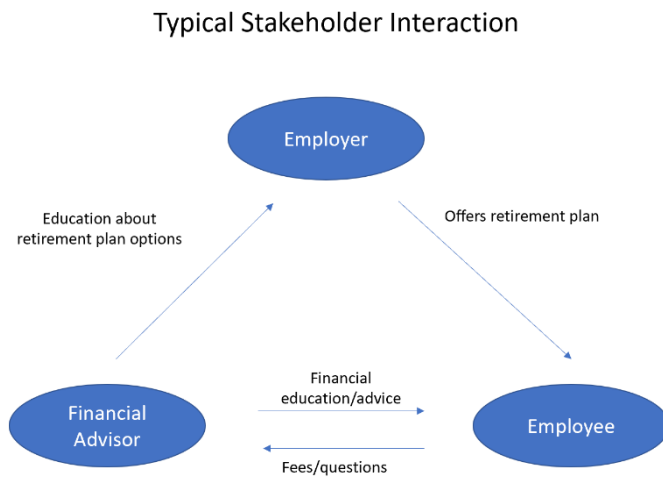 Typical Stakeholder Interaction
Employer
Education about
retirement plan options
Offers retirement plan
Financial
Advisor
Financial
education/advice
Fees/questions
Employee